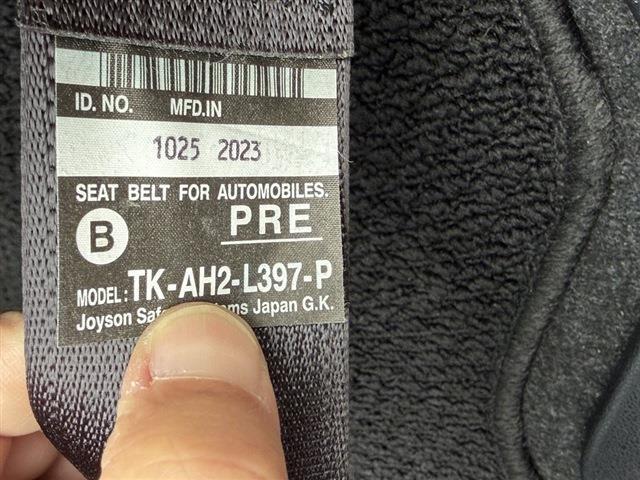 ID. NO. MFD.IN
1025 2023
SEAT BELT FOR AUTOMOBILES.
B PRE
MODEL: TK-AH2-L397-P
Joyson Japan G.K.